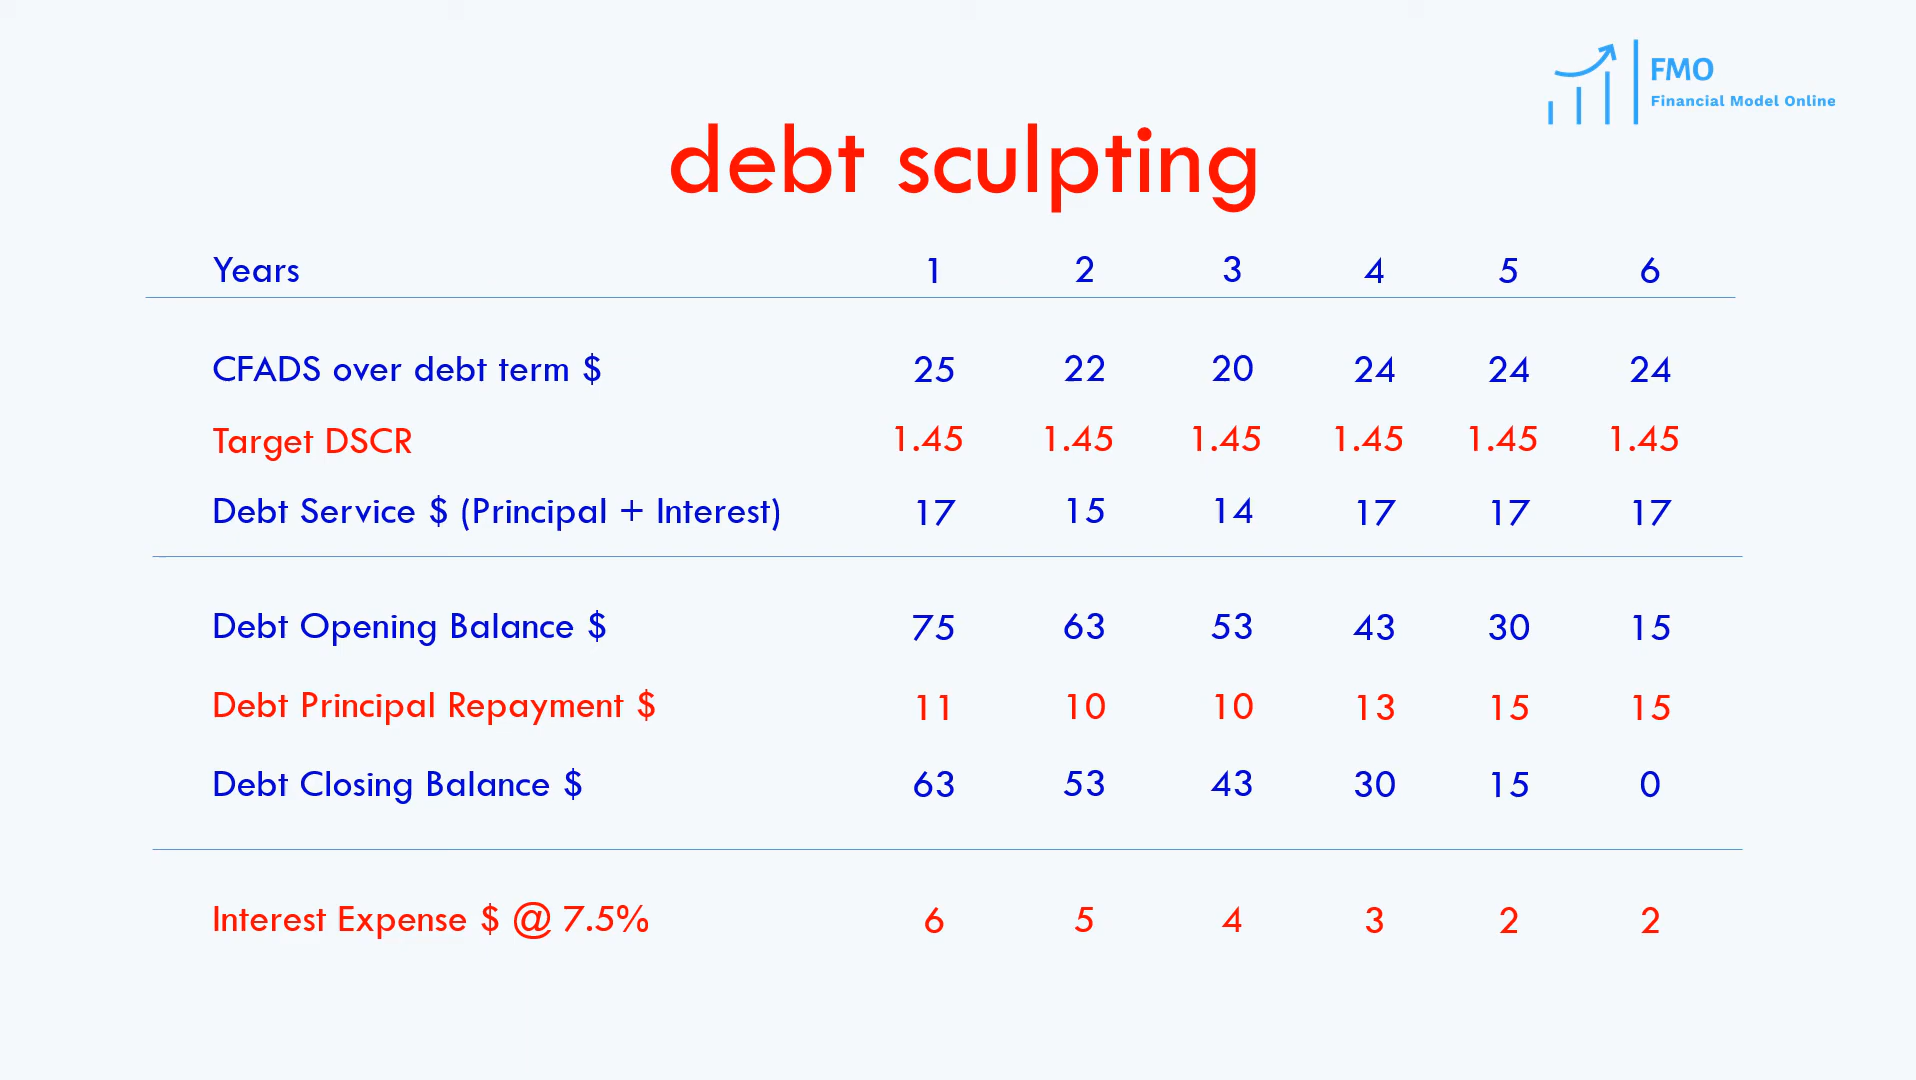 FMO
Financial Model Online
debt sculpting
Years 1 2 3 4 5 6
CFADS over debt term $ 25 22 20 24 24 24
Target DSCR 1.45 1.45 1.45 1.45 1.45 1.45
Debt Service $ (Principal + Interest) 17 15 14 17 17 17
Debt Opening Balance $ 75 63 53 43 30 15
Debt Principal Repayment $ 11 10 10 13 15 15
Debt Closing Balance $ 63 53 43 30 15 0
Interest Expense $ @ 7.5% 6 5 4 3 2 2